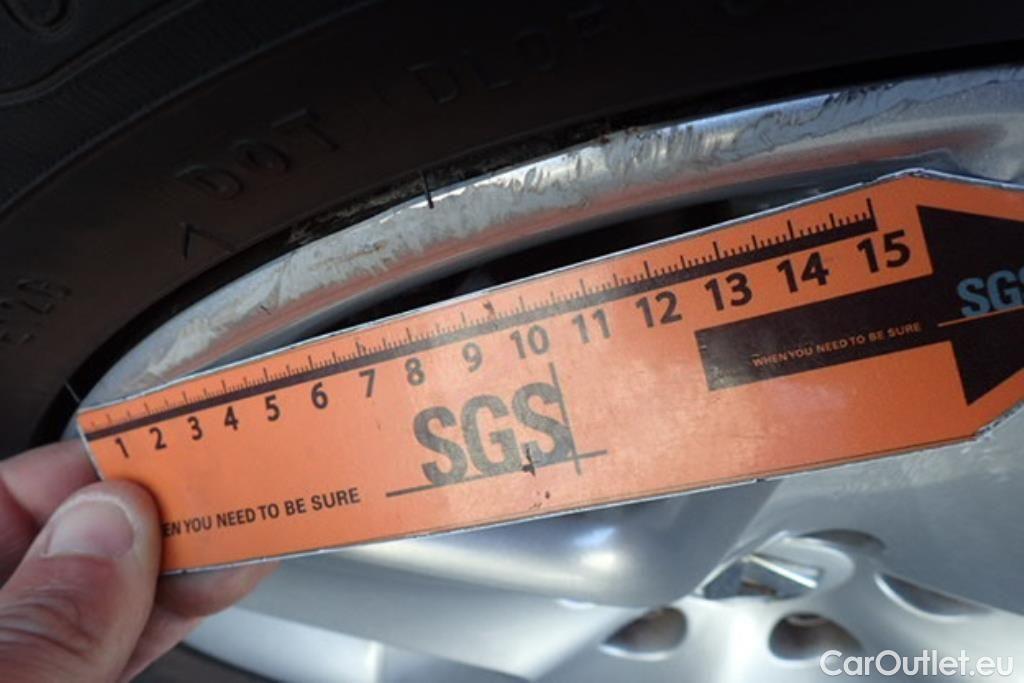 DOT
1 2 3 4 5 6 7 8 9 10 11 12 13 14 15
SGS
WHEN YOU NEED TO BE SURE
SGS
EN YOU NEED TO BE SURE
CarOutlet.eu